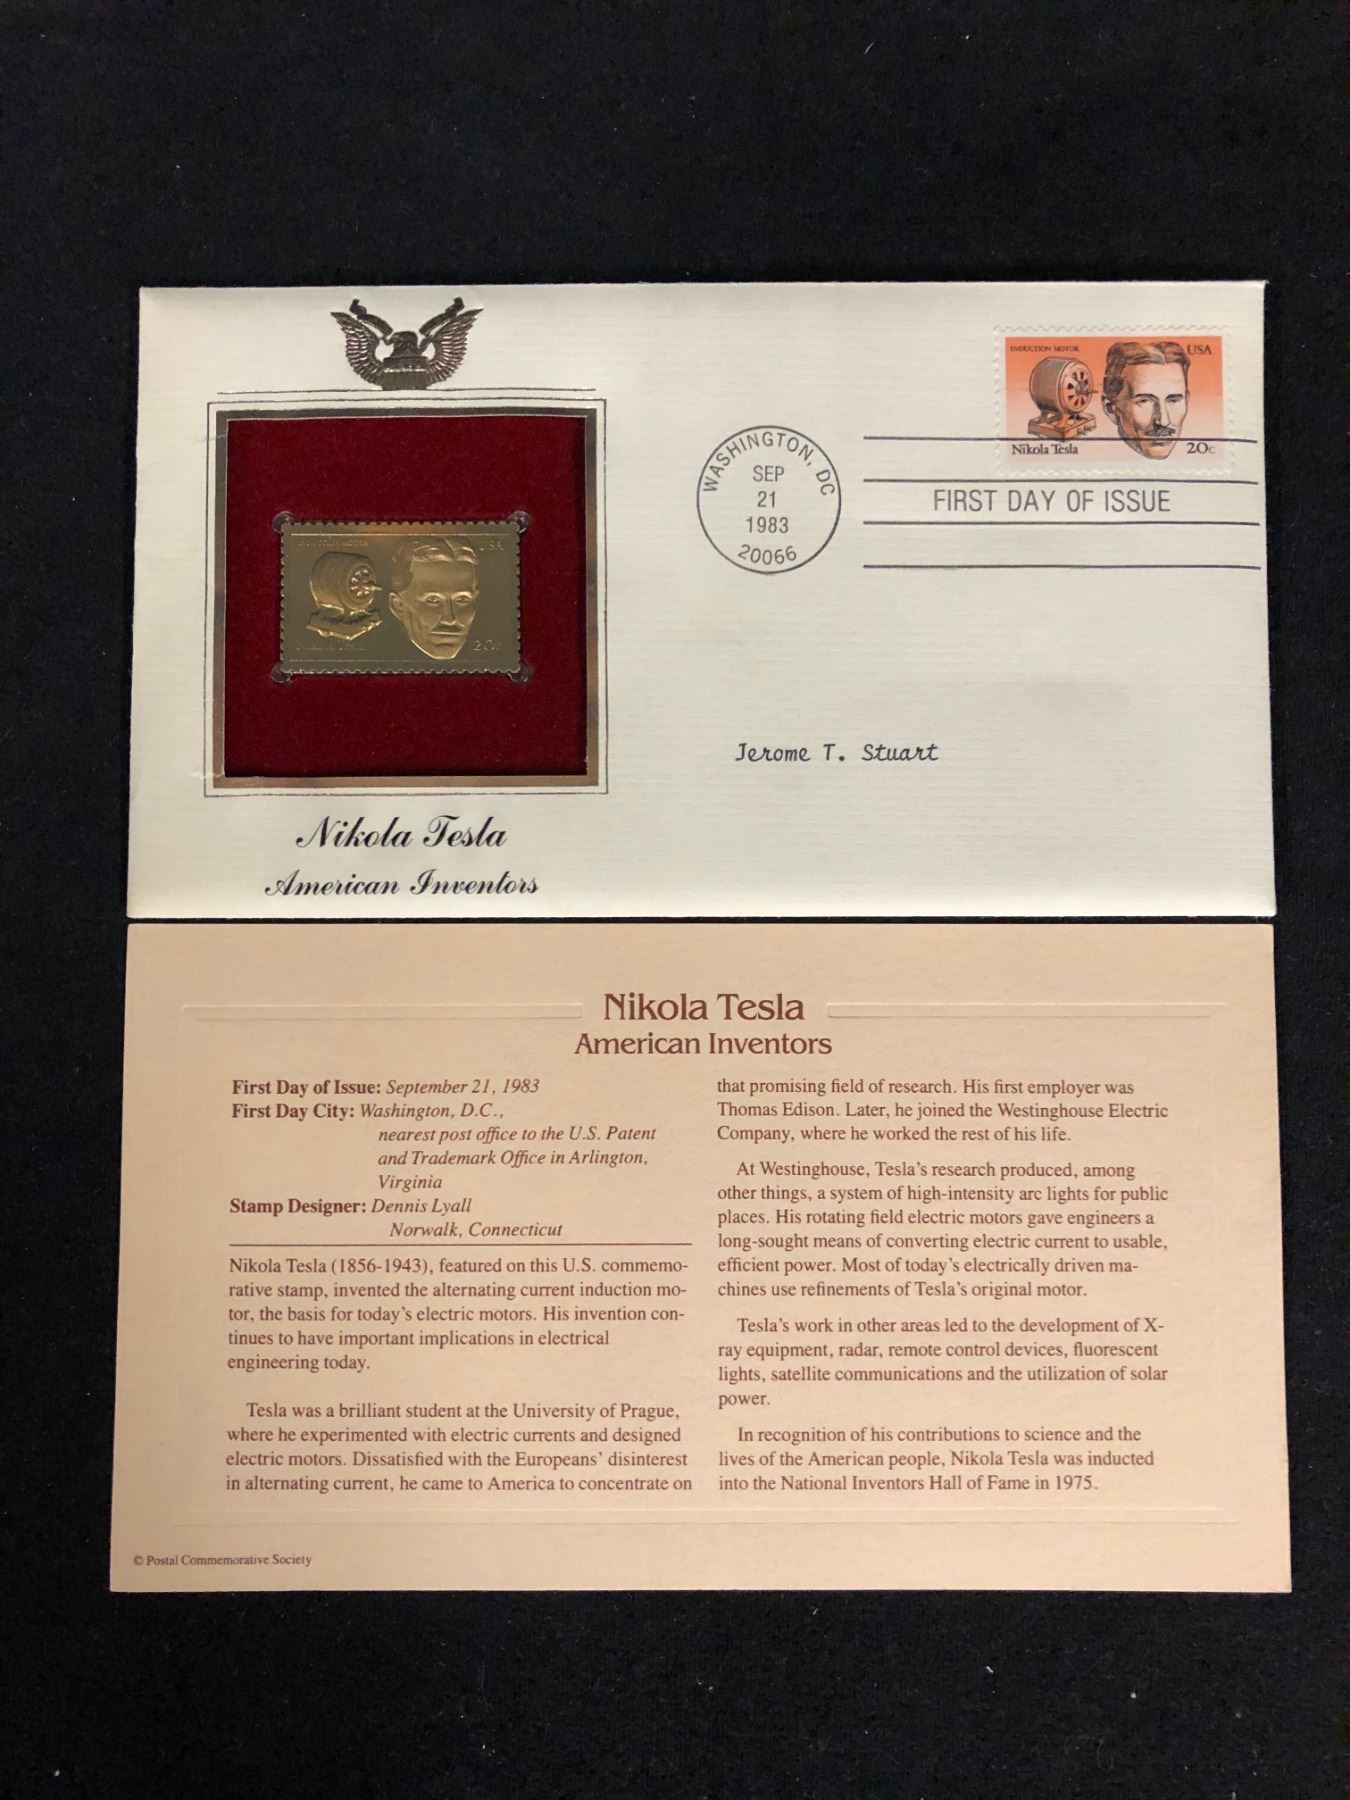 INDUCTION MOTOR
USA
Nikola Tesla
20c
WASHINGTON, DC
SEP
21
1983
20066
FIRST DAY OF ISSUE
INDUCTION MOTOR
USA
Nikola Tesla
20c
Jerome T. Stuart
Nikola Tesla
American Inventors
Nikola Tesla
American Inventors
First Day of Issue: September 21, 1983
First Day City: Washington, D.C.,
nearest post office to the U.S. Patent
and Trademark Office in Arlington,
Virginia
Stamp Designer: Dennis Lyall
Norwalk, Connecticut
Nikola Tesla (1856-1943), featured on this U.S. commemo-
rative stamp, invented the alternating current induction mo-
tor, the basis for today's electric motors. His invention con-
tinues to have important implications in electrical
engineering today.
Tesla was a brilliant student at the University of Prague,
where he experimented with electric currents and designed
electric motors. Dissatisfied with the Europeans' disinterest
in alternating current, he came to America to concentrate on
that promising field of research. His first employer was
Thomas Edison. Later, he joined the Westinghouse Electric
Company, where he worked the rest of his life.
At Westinghouse, Tesla's research produced, among
other things, a system of high-intensity arc lights for public
places. His rotating field electric motors gave engineers a
long-sought means of converting electric current to usable,
efficient power. Most of today's electrically driven ma-
chines use refinements of Tesla's original motor.
Tesla's work in other areas led to the development of X-
ray equipment, radar, remote control devices, fluorescent
lights, satellite communications and the utilization of solar
power.
In recognition of his contributions to science and the
lives of the American people, Nikola Tesla was inducted
into the National Inventors Hall of Fame in 1975.
© Postal Commemorative Society